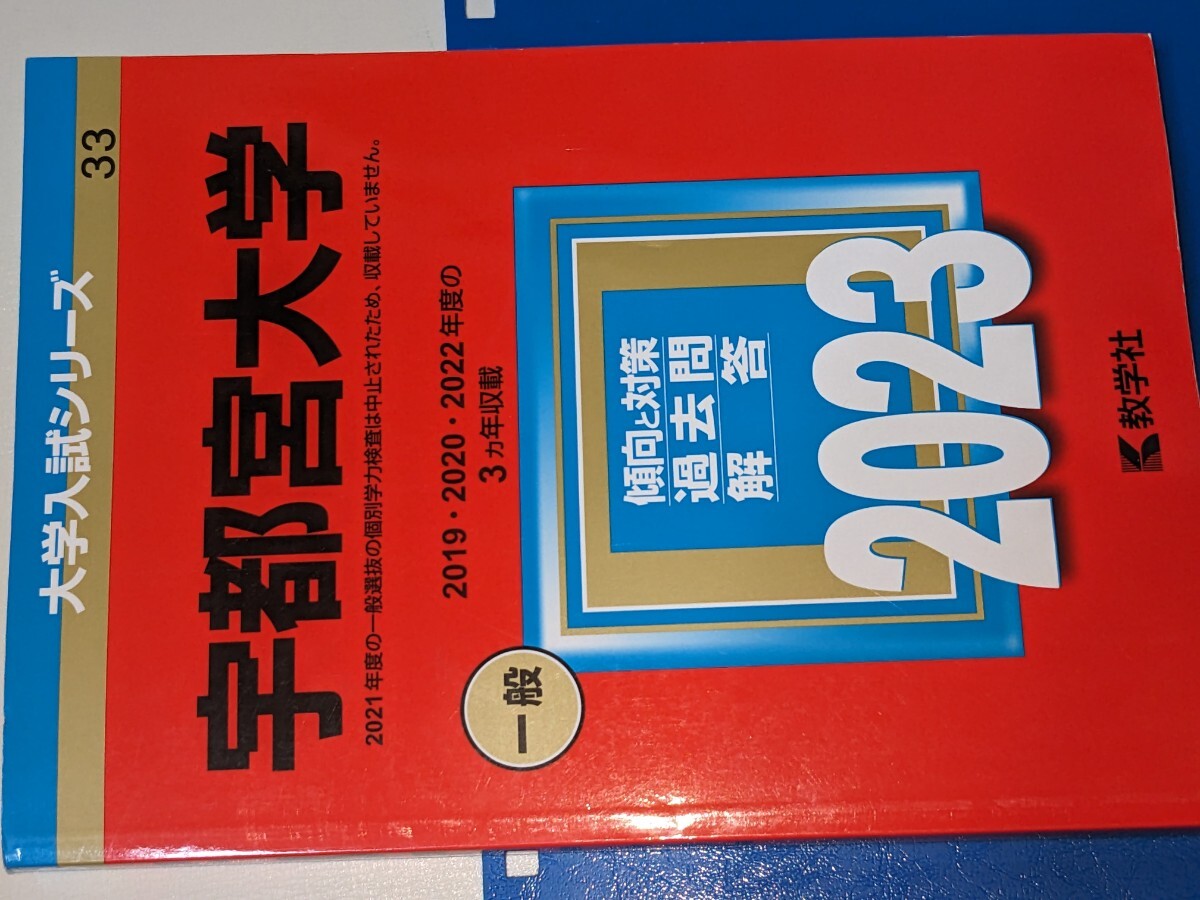 大学入試シリーズ
33
宇都宮大学
2021年度の一般選抜の個別学力検査は中止されたため、収載していません。
2019・2020・2022年度の
3ヵ年収載
一般
傾向と対策
過去問
解答
2023
教学社